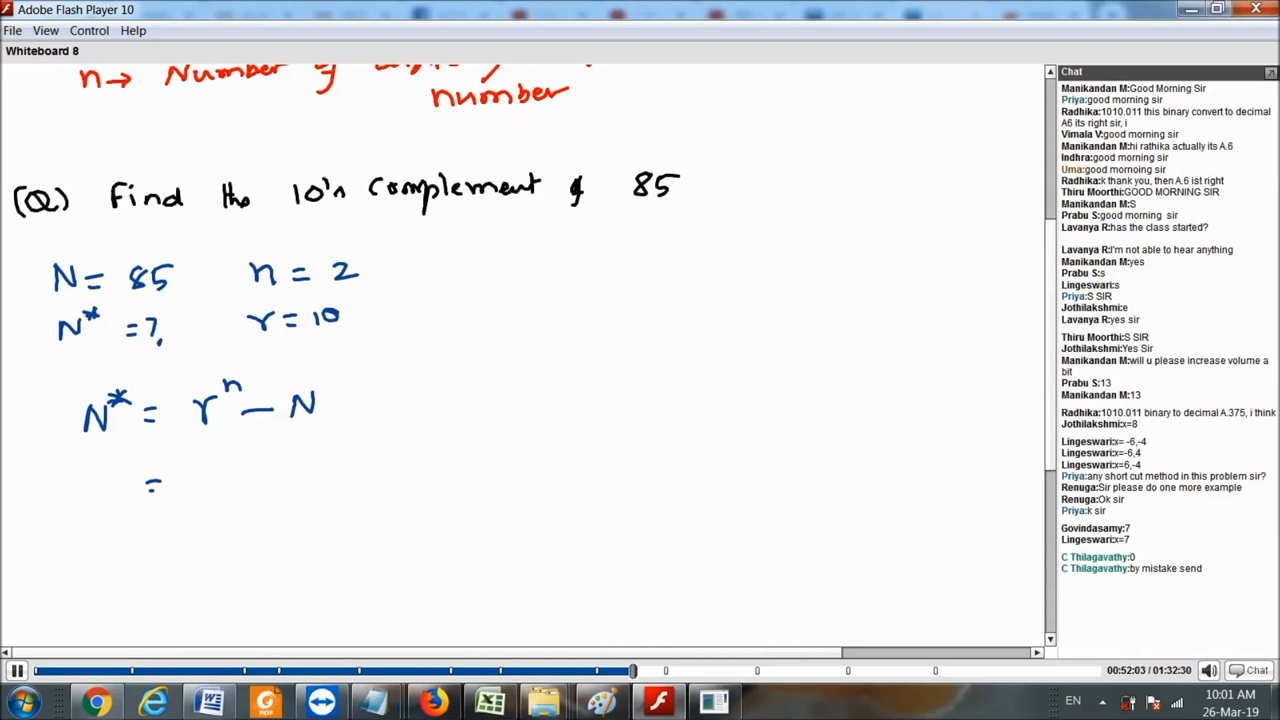 Adobe Flash Player 10
File View Control Help
Whiteboard 8
n → Number of
number
(Q) Find the 10's Complement of 85
N = 85 n = 2
N* = ? r = 10
N* = r^n - N
=
Chat
Manikandan M:Good Morning Sir
Priya:good morning sir
Radhika:1010.011 this binary convert to decimal
A6 its right sir, i
Vimala V:good morning sir
Manikandan M:hi rathika actually its A.6
Indhra:good morning sir
Uma:good mornoing sir
Radhika:k thank you, then A.6 ist right
Thiru Moorthi:GOOD MORNING SIR
Manikandan M:S
Prabu S:good morning sir
Lavanya R:has the class started?
Lavanya R:I'm not able to hear anything
Manikandan M:yes
Prabu S:s
Lingeswari:s
Priya:S SIR
Jothilakshmi:e
Lavanya R:yes sir
Thiru Moorthi:S SIR
Jothilakshmi:Yes Sir
Manikandan M:will u please increase volume a
bit
Prabu S:13
Manikandan M:13
Radhika:1010.011 binary to decimal A.375, i think
Jothilakshmi:x=8
Lingeswari:x= -6,-4
Lingeswari:x=-6,4
Lingeswari:x=6,-4
Priya:any short cut method in this problem sir?
Renuga:Sir please do one more example
Renuga:Ok sir
Priya:k sir
Govindasamy:7
Lingeswari:x=7
C Thilagavathy:0
C Thilagavathy:by mistake send
00:52:03 / 01:32:30 Chat
EN 10:01 AM
26-Mar-19